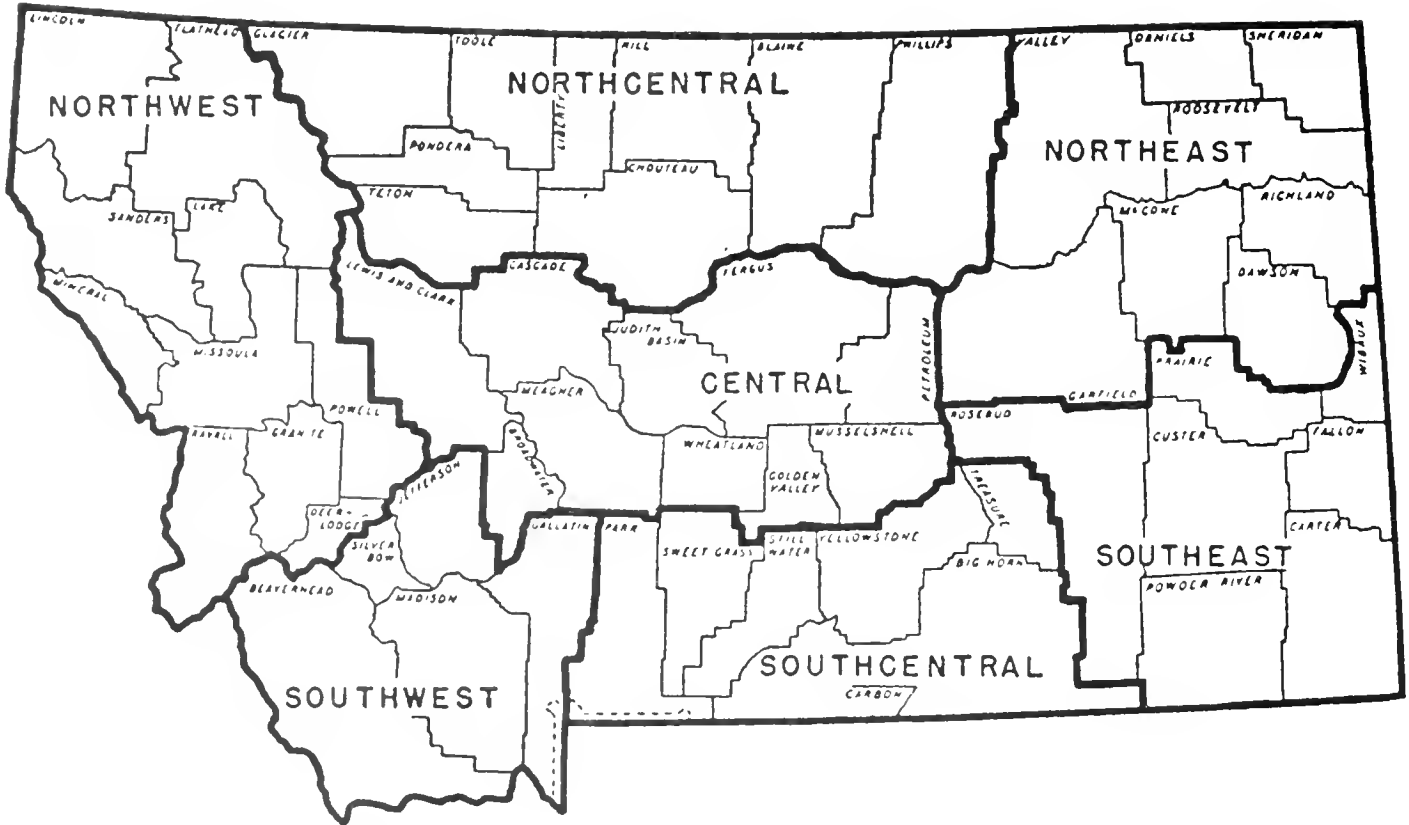 LINCOLN
FLATHEAD
GLACIER
TOOLE
HILL
BLAINE
PHILLIPS
VALLEY
DANIELS
SHERIDAN
NORTHWEST
NORTHCENTRAL
LIBERTY
ROOSEVELT
PONDERA
NORTHEAST
CHOUTEAU
TETON
SANDERS
LAKE
McCONE
RICHLAND
LEWIS AND CLARK
CASCADE
FERGUS
DAWSON
MINERAL
JUDITH
BASIN
PETROLEUM
WIBAUX
MISSOULA
PRAIRIE
MEAGHER
CENTRAL
POWELL
GARFIELD
ROSEBUD
RAVALLI
GRANITE
BROADWATER
WHEATLAND
MUSSELSHELL
CUSTER
FALLON
JEFFERSON
GOLDEN
VALLEY
TREASURE
DEER
LODGE
GALLATIN
PARK
SILVER
BOW
SWEET GRASS
STILL
WATER
YELLOWSTONE
CARTER
BIG HORN
SOUTHEAST
BEAVERHEAD
MADISON
POWDER RIVER
SOUTHWEST
SOUTHCENTRAL
CARBON